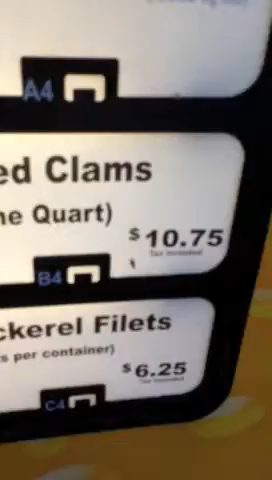 A4
ed Clams
ne Quart)
$10.75
Tax included
B4
ckerel Filets
s per container)
$6.25
Tax included
C4